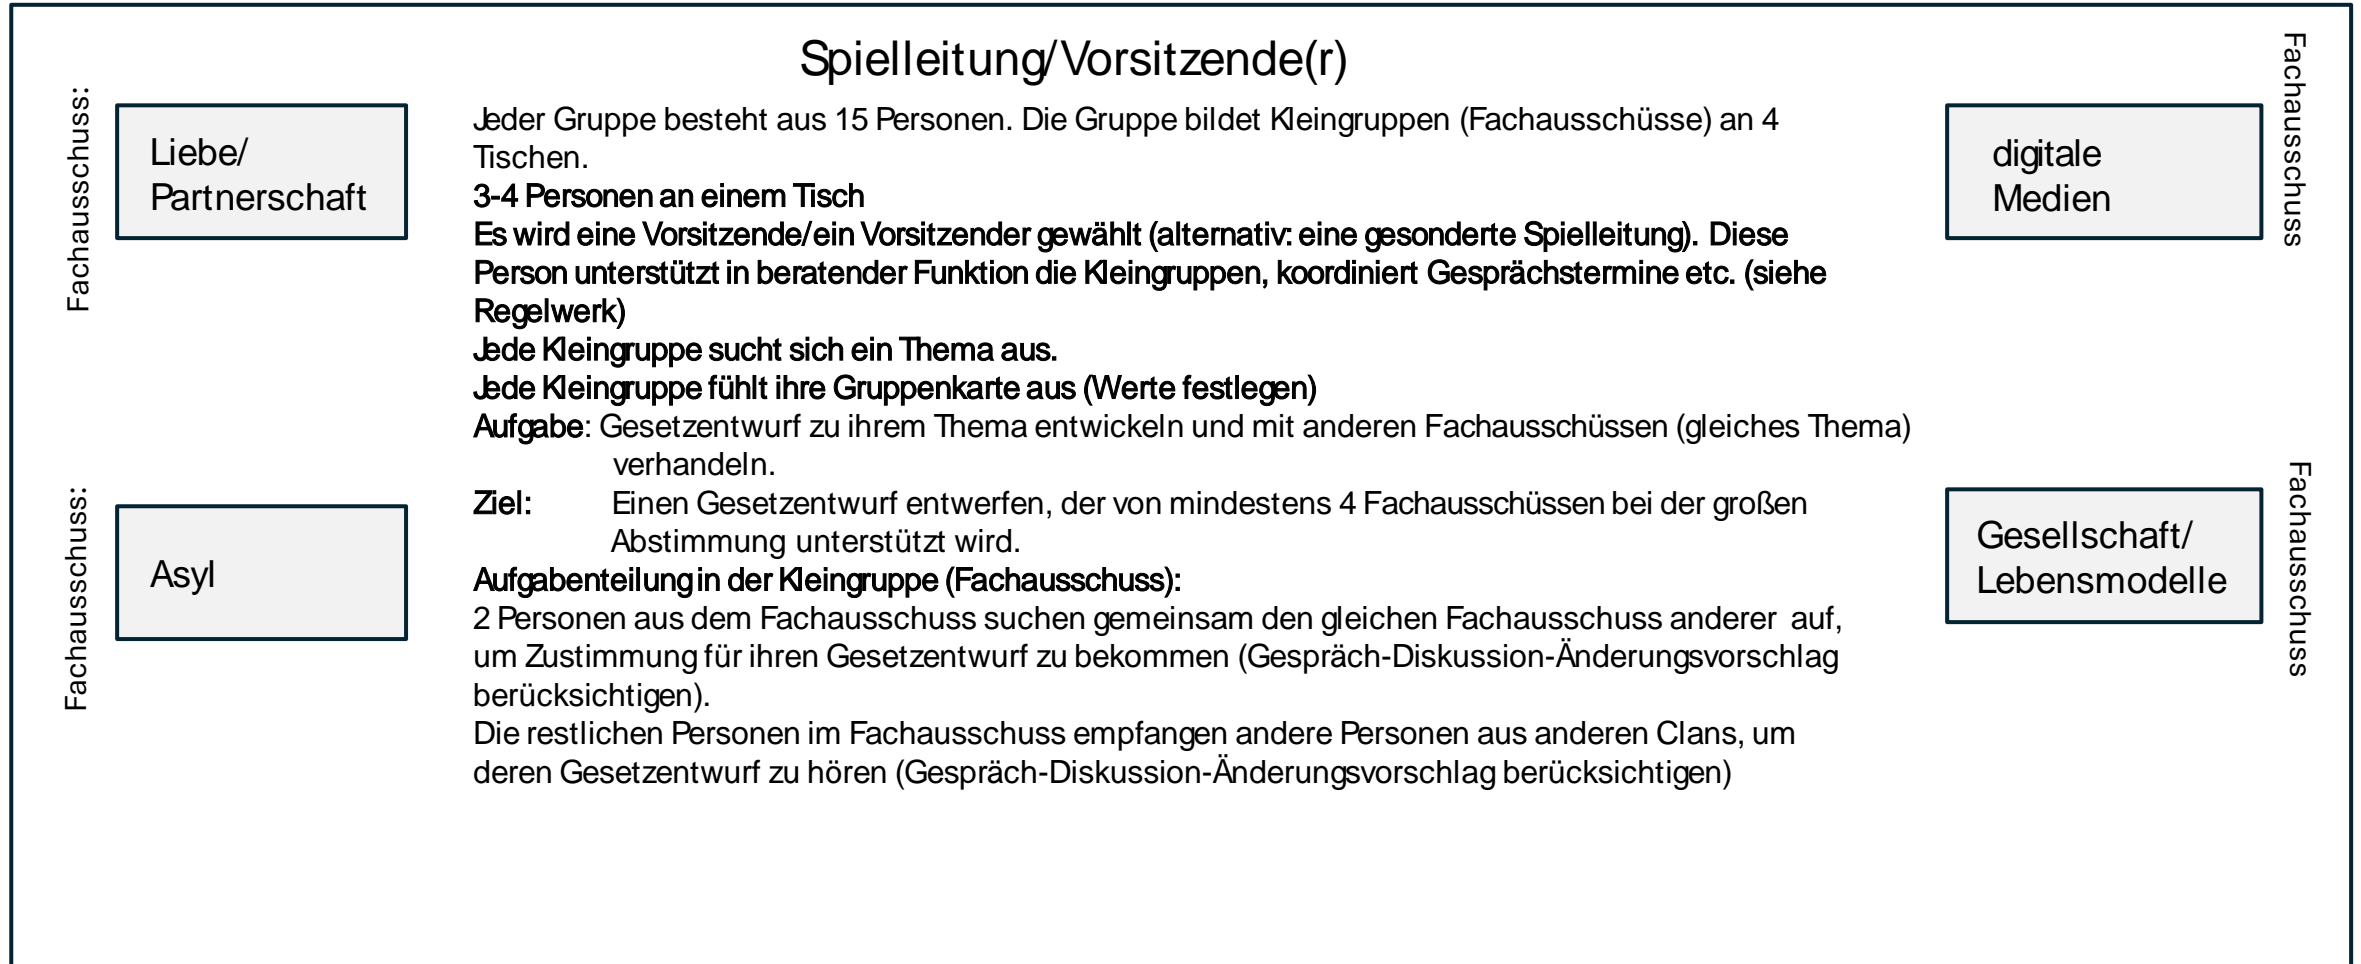 Spielleitung/Vorsitzende(r)
Fachausschuss:
Liebe/
Partnerschaft
Fachausschuss:
Asyl
Jeder Gruppe besteht aus 15 Personen. Die Gruppe bildet Kleingruppen (Fachausschüsse) an 4
Tischen.
3-4 Personen an einem Tisch
Es wird eine Vorsitzende/ein Vorsitzender gewählt (alternativ: eine gesonderte Spielleitung). Diese
Person unterstützt in beratender Funktion die Kleingruppen, koordiniert Gesprächstermine etc. (siehe
Regelwerk)
Jede Kleingruppe sucht sich ein Thema aus.
Jede Kleingruppe fühlt ihre Gruppenkarte aus (Werte festlegen)
Aufgabe: Gesetzentwurf zu ihrem Thema entwickeln und mit anderen Fachausschüssen (gleiches Thema)
verhandeln.
Ziel: Einen Gesetzentwurf entwerfen, der von mindestens 4 Fachausschüssen bei der großen
Abstimmung unterstützt wird.
Aufgabenteilung in der Kleingruppe (Fachausschuss):
2 Personen aus dem Fachausschuss suchen gemeinsam den gleichen Fachausschuss anderer auf,
um Zustimmung für ihren Gesetzentwurf zu bekommen (Gespräch-Diskussion-Änderungsvorschlag
berücksichtigen).
Die restlichen Personen im Fachausschuss empfangen andere Personen aus anderen Clans, um
deren Gesetzentwurf zu hören (Gespräch-Diskussion-Änderungsvorschlag berücksichtigen)
digitale
Medien
Fachausschuss
Gesellschaft/
Lebensmodelle
Fachausschuss